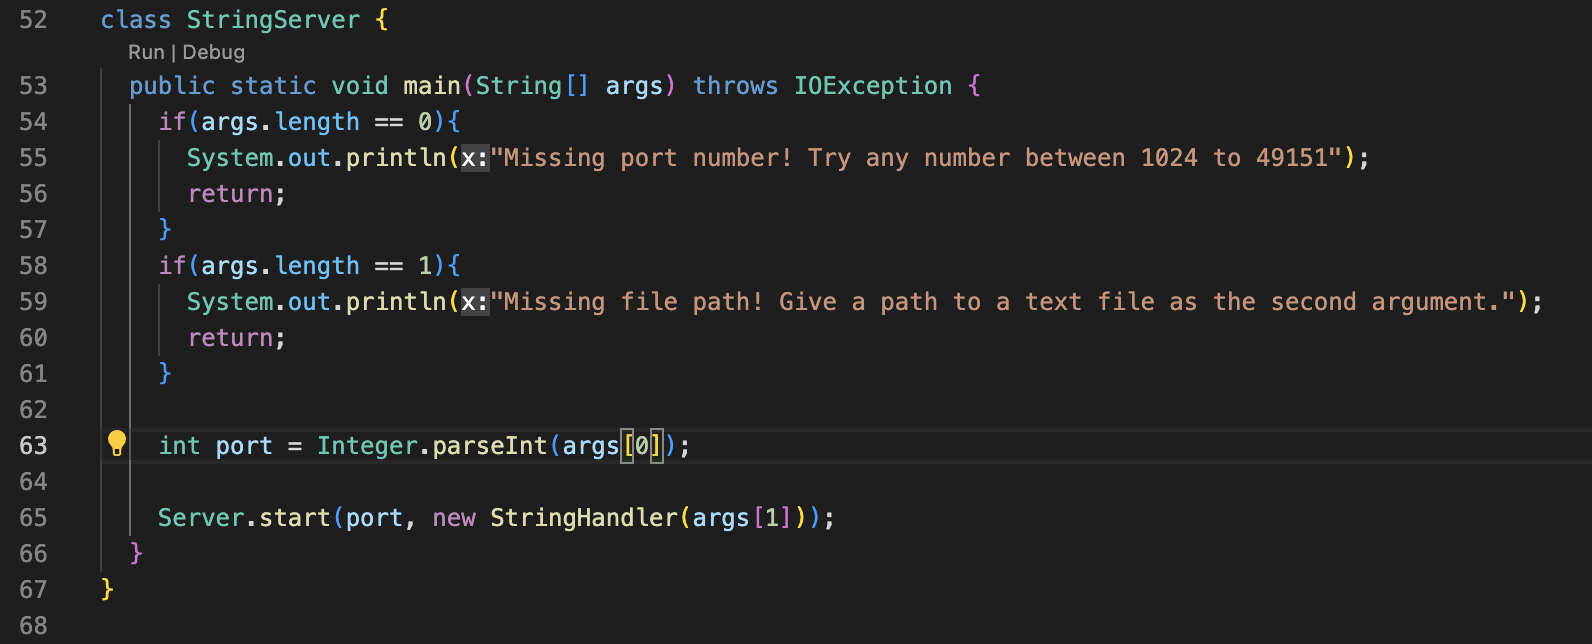 52 class StringServer {
Run | Debug
53 public static void main(String[] args) throws IOException {
54 if(args.length == 0){
55 System.out.println(x:"Missing port number! Try any number between 1024 to 49151");
56 return;
57 }
58 if(args.length == 1){
59 System.out.println(x:"Missing file path! Give a path to a text file as the second argument.");
60 return;
61 }
62
63 int port = Integer.parseInt(args[0]);
64
65 Server.start(port, new StringHandler(args[1]));
66 }
67 }
68